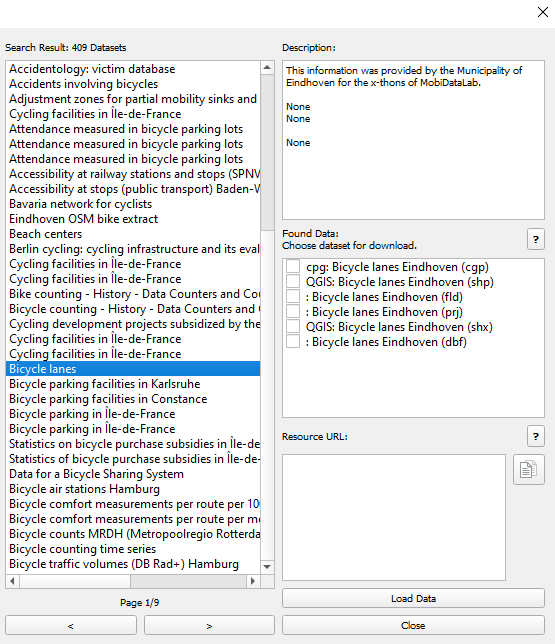 Search Result: 409 Datasets
Accidentology: victim database
Accidents involving bicycles
Adjustment zones for partial mobility sinks and
Cycling facilities in Île-de-France
Attendance measured in bicycle parking lots
Attendance measured in bicycle parking lots
Attendance measured in bicycle parking lots
Accessibility at railway stations and stops (SPNV
Accessibility at stops (public transport) Baden-W
Bavaria network for cyclists
Eindhoven OSM bike extract
Beach centers
Berlin cycling: cycling infrastructure and its eval
Cycling facilities in Île-de-France
Cycling facilities in Île-de-France
Bike counting - History - Data Counters and Cou
Bicycle counting - History - Data Counters and C
Cycling development projects subsidized by the
Cycling facilities in Île-de-France
Cycling facilities in Île-de-France
Bicycle lanes
Bicycle parking facilities in Karlsruhe
Bicycle parking facilities in Constance
Bicycle parking in Île-de-France
Bicycle parking in Île-de-France
Statistics on bicycle purchase subsidies in Île-de
Statistics of bicycle purchase subsidies in Île-de-
Data for a Bicycle Sharing System
Bicycle air stations Hamburg
Bicycle comfort measurements per route per 100
Bicycle comfort measurements per route per me
Bicycle counts MRDH (Metropoolregio Rotterda
Bicycle counting time series
Bicycle traffic volumes (DB Rad+) Hamburg
Page 1/9
<
>
Description:
This information was provided by the Municipality of
Eindhoven for the x-thons of MobiDataLab.
None
None
None
Found Data:
Choose dataset for download.
?
cpg: Bicycle lanes Eindhoven (cgp)
QGIS: Bicycle lanes Eindhoven (shp)
: Bicycle lanes Eindhoven (fld)
: Bicycle lanes Eindhoven (prj)
QGIS: Bicycle lanes Eindhoven (shx)
: Bicycle lanes Eindhoven (dbf)
Resource URL:
?
Load Data
Close